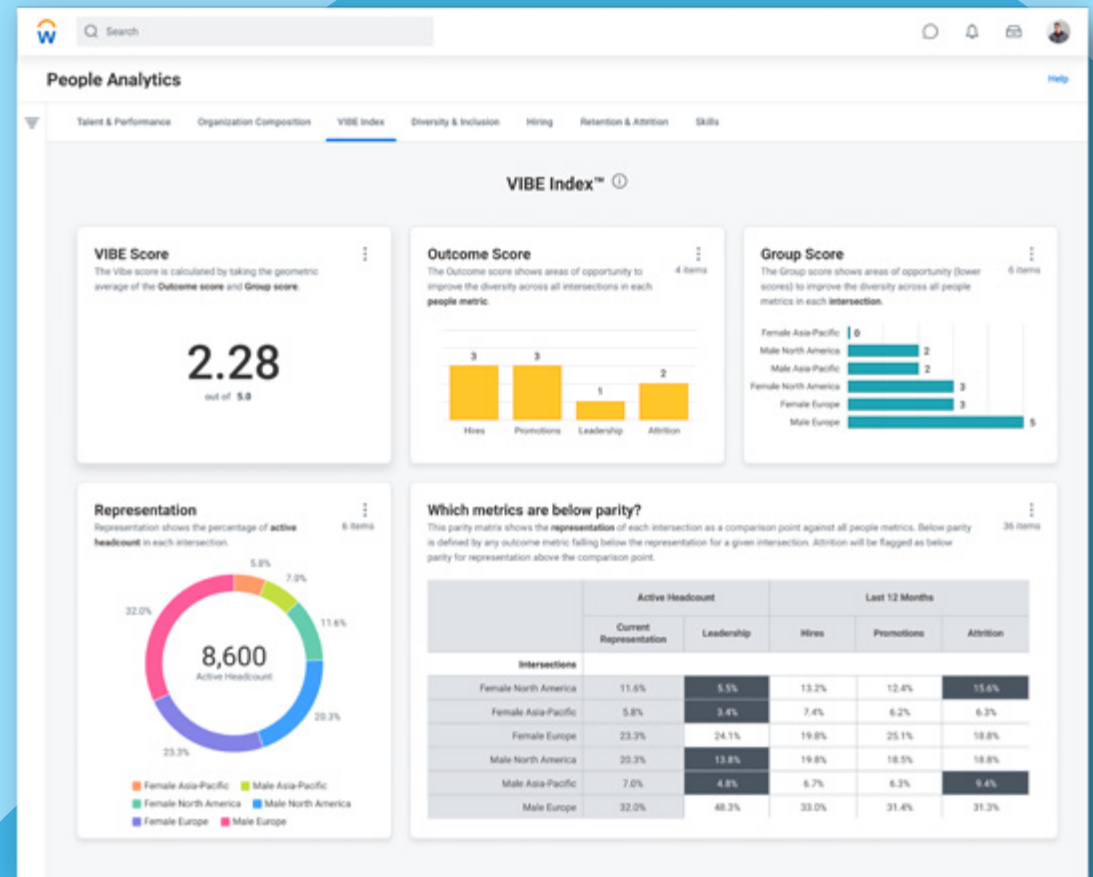 W
Search
People Analytics
Help
Talent & Performance
Organization Composition
VIBE Index
Diversity & Inclusion
Hiring
Retention & Attrition
Skills
VIBE Index™
VIBE Score
The Vibe score is calculated by taking the geometric
average of the Outcome score and Group score.
2.28
out of 5.0
Outcome Score
4 items
The Outcome score shows areas of opportunity to
improve the diversity across all intersections in each
people metric.
3
3
1
2
Hires
Promotions
Leadership
Attrition
Group Score
6 items
The Group score shows areas of opportunity (lower
scores) to improve the diversity across all people
metrics in each intersection.
Female Asia-Pacific 0
Male North America 2
Male Asia-Pacific 2
Female North America 3
Female Europe 3
Male Europe 5
Representation
6 items
Representation shows the percentage of active
headcount in each intersection.
5.8%
7.0%
11.6%
20.3%
23.3%
32.0%
8,600
Active Headcount
Female Asia-Pacific Male Asia-Pacific
Female North America Male North America
Female Europe Male Europe
Which metrics are below parity?
36 items
This parity matrix shows the representation of each intersection as a comparison point against all people metrics. Below parity
is defined by any outcome metric falling below the representation for a given intersection. Attrition will be flagged as below
parity for representation above the comparison point.
Active Headcount Last 12 Months
Current Representation Leadership Hires Promotions Attrition
Intersections
Female North America 11.6% 5.5% 13.2% 12.4% 15.6%
Female Asia-Pacific 5.8% 3.4% 7.4% 6.2% 6.3%
Female Europe 23.3% 24.1% 19.8% 25.1% 18.8%
Male North America 20.3% 13.8% 19.8% 18.5% 18.8%
Male Asia-Pacific 7.0% 4.8% 6.7% 6.3% 9.4%
Male Europe 32.0% 48.3% 33.0% 31.4% 31.3%